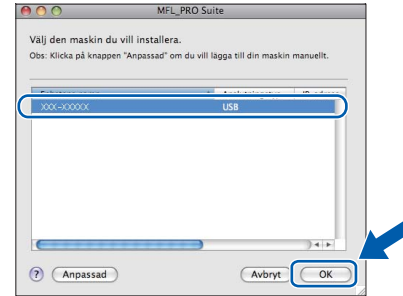 MFL_PRO Suite
Välj den maskin du vill installera.
Obs: Klicka på knappen "Anpassad" om du vill lägga till din maskin manuellt.
XXX-XXXXX USB
? Anpassad Avbryt OK